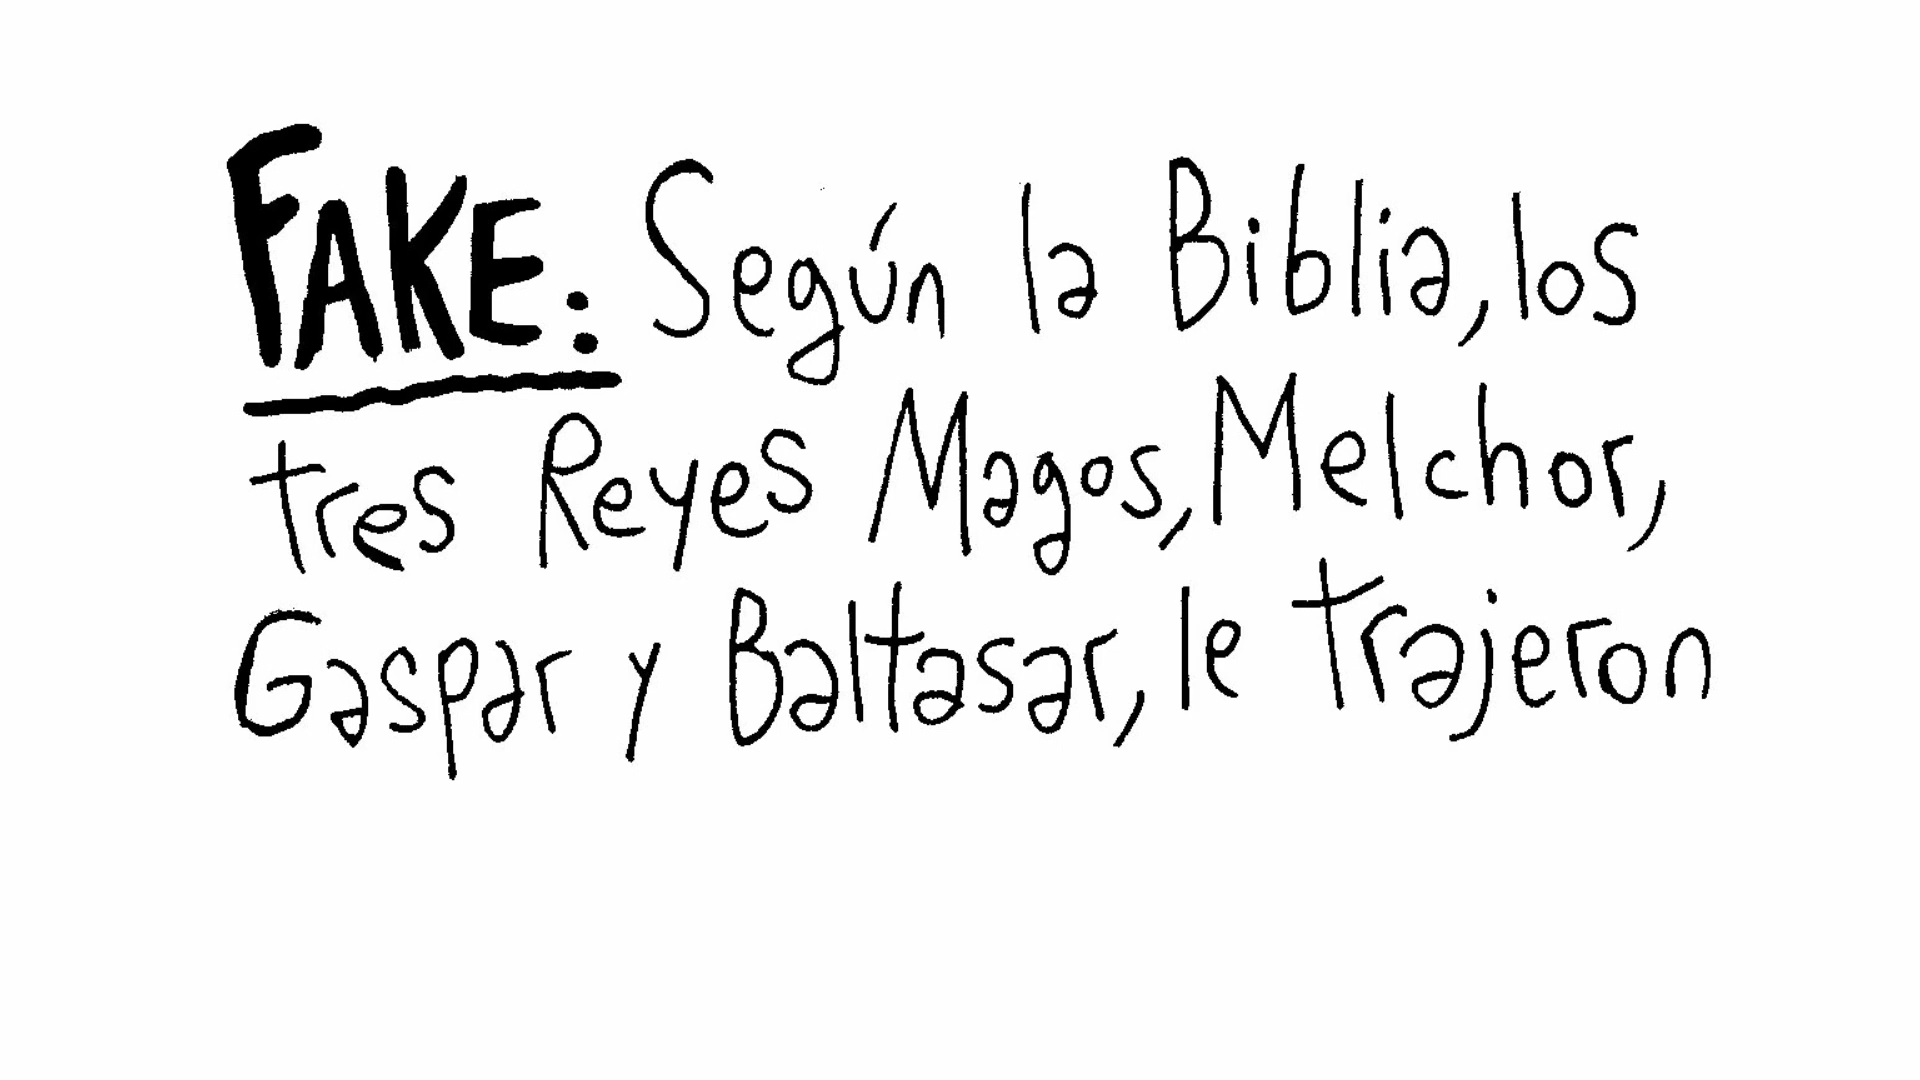 FAKE: Según la Biblia, los
tres Reyes Magos, Melchor,
Gaspar y Baltasar, le trajeron